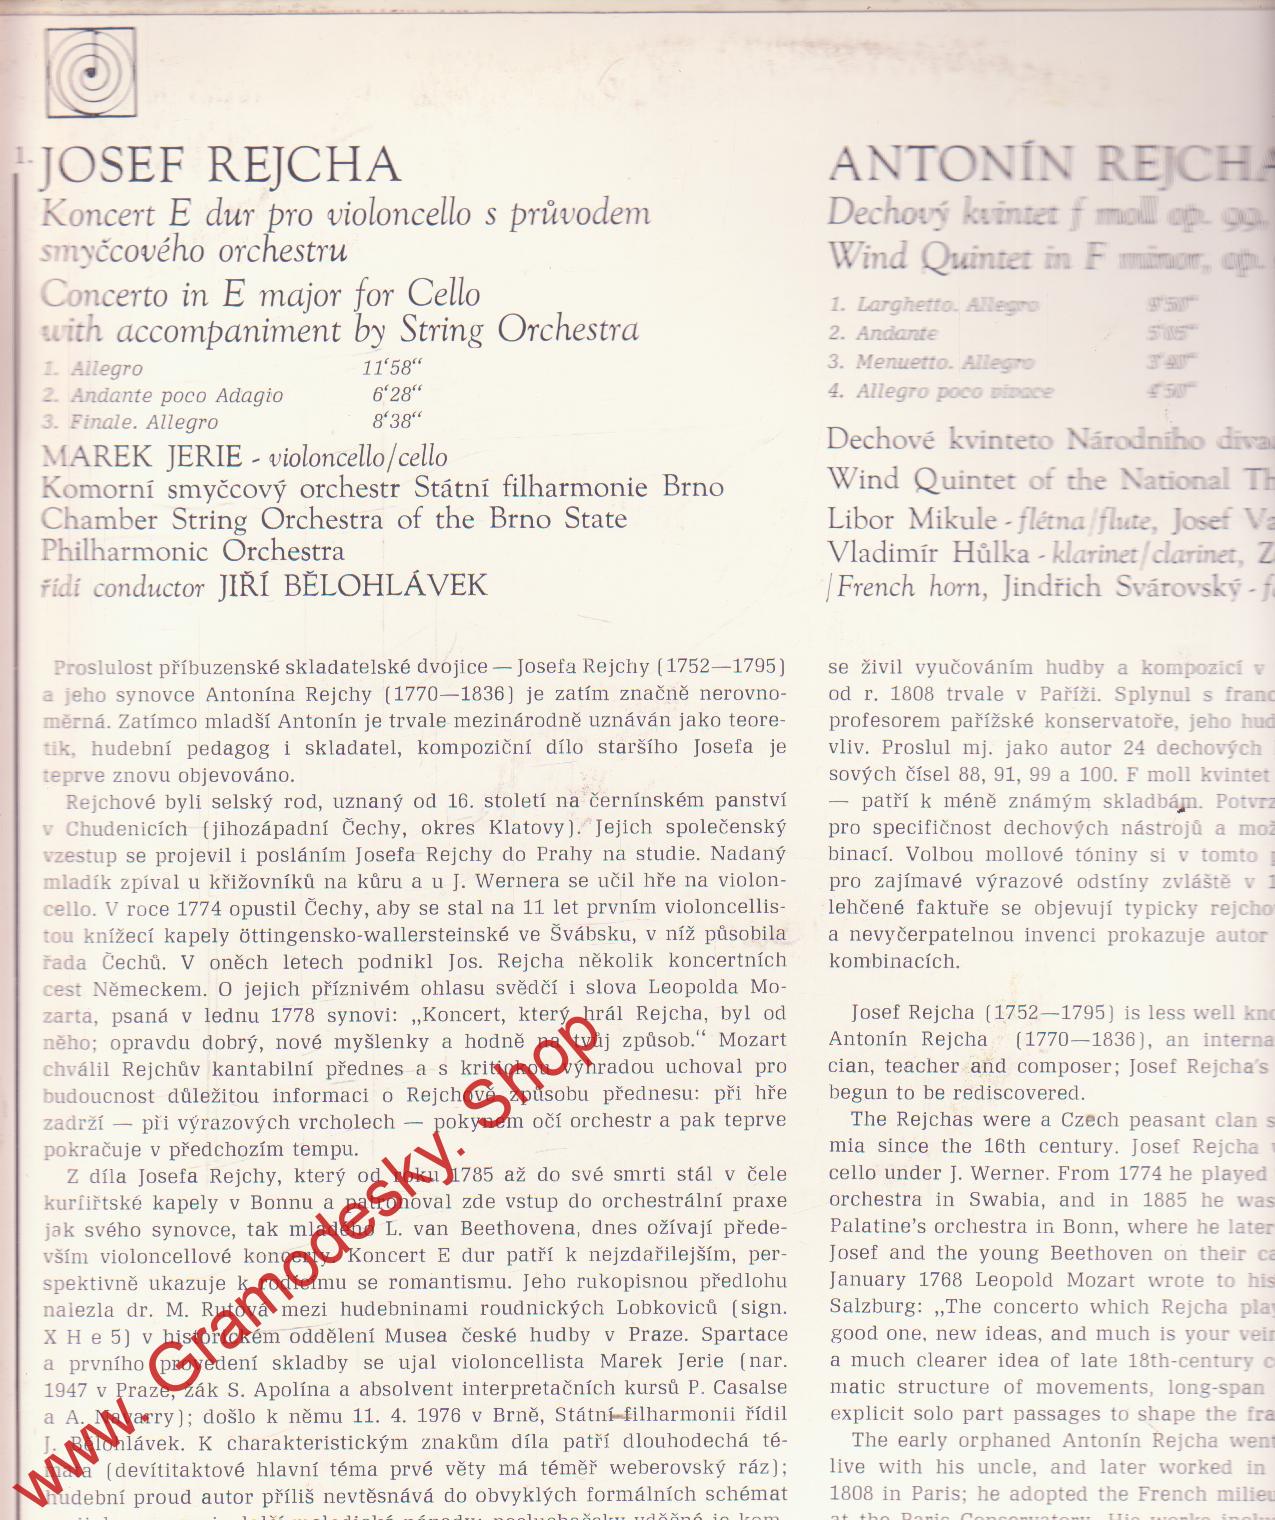 1. JOSEF REJCHA
Koncert E dur pro violoncello s průvodem
smyčcového orchestru
Concerto in E major for Cello
with accompaniment by String Orchestra
1. Allegro 11‘58“
2. Andante poco Adagio 6‘28“
3. Finale. Allegro 8‘38“
MAREK JERIE - violoncello/cello
Komorní smyčcový orchestr Státní filharmonie Brno
Chamber String Orchestra of the Brno State
Philharmonic Orchestra
řídí conductor JIŘÍ BĚLOHLÁVEK
Proslulost příbuzenské skladatelské dvojice — Josefa Rejchy (1752—1795)
a jeho synovce Antonína Rejchy (1770—1836) je zatím značně nerovno-
měrná. Zatímco mladší Antonín je trvale mezinárodně uznáván jako teore-
tik, hudební pedagog i skladatel, kompoziční dílo staršího Josefa je
teprve znovu objevováno.
Rejchové byli selský rod, uznaný od 16. století na černínském panství
v Chudenicích (jihozápadní Čechy, okres Klatovy). Jejich společenský
vzestup se projevil i posláním Josefa Rejchy do Prahy na studie. Nadaný
mladík zpíval u křižovníků na kůru a u J. Wernera se učil hře na violon-
cello. V roce 1774 opustil Čechy, aby se stal na 11 let prvním violoncellis-
tou knížecí kapely öttingensko-wallersteinské ve Švábsku, v níž působila
řada Čechů. V oněch letech podnikl Jos. Rejcha několik koncertních
cest Německem. O jejich příznivém ohlasu svědčí i slova Leopolda Mo-
zarta, psaná v lednu 1778 synovi: „Koncert, který hrál Rejcha, byl od
něho; opravdu dobrý, nové myšlenky a hodně na tvůj způsob.“ Mozart
chválil Rejchův kantabilní přednes a s kritickou výhradou uchoval pro
budoucnost důležitou informaci o Rejchově způsobu přednesu: při hře
zadrží — při výrazových vrcholech — pokynem očí orchestr a pak teprve
pokračuje v předchozím tempu.
Z díla Josefa Rejchy, který od roku 1785 až do své smrti stál v čele
kurfiřtské kapely v Bonnu a patronoval zde vstup do orchestrální praxe
jak svého synovce, tak mladého L. van Beethovena, dnes ožívají přede-
vším violoncellové koncerty. Koncert E dur patří k nejzdařilejším, per-
spektivně ukazuje k rodícímu se romantismu. Jeho rukopisnou předlohu
nalezla dr. M. Rutová mezi hudebninami roudnických Lobkoviců (sign.
X H e 5) v historickém oddělení Musea české hudby v Praze. Spartace
a prvního provedení skladby se ujal violoncellista Marek Jerie (nar.
1947 v Praze, žák S. Apolína a absolvent interpretačních kursů P. Casalse
a A. Navarry); došlo k němu 11. 4. 1976 v Brně, Státní filharmonii řídil
J. Bělohlávek. K charakteristickým znakům díla patří dlouhodechá té-
mata (devítitaktové hlavní téma prvé věty má téměř weberovský ráz);
hudební proud autor příliš nevtěsnává do obvyklých formálních schémat
ANTONÍN REJCHA
Dechový kvintet f moll op. 99,
Wind Quintet in F minor, op.
1. Larghetto. Allegro 9‘50“
2. Andante 5‘05“
3. Menuetto. Allegro 3‘40“
4. Allegro poco vivace 4‘50“
Dechové kvinteto Národního diva
Wind Quintet of the National Th
Libor Mikule - flétna/flute, Josef Va
Vladimír Hůlka - klarinet/clarinet, Z
/French horn, Jindřich Svárovský - f
se živil vyučováním hudby a kompozicí v
od r. 1808 trvale v Paříži. Splynul s franc
profesorem pařížské konservatoře, jeho hud
vliv. Proslul mj. jako autor 24 dechových
sových čísel 88, 91, 99 a 100. F moll kvintet
— patří k méně známým skladbám. Potvrz
pro specifičnost dechových nástrojů a mož
binací. Volbou mollové tóniny si v tomto p
pro zajímavé výrazové odstíny zvláště v 1
lehčené faktuře se objevují typicky rejcho
a nevyčerpatelnou invenci prokazuje autor
kombinacích.
Josef Rejcha (1752—1795) is less well kno
Antonín Rejcha (1770—1836), an interna
cian, teacher and composer; Josef Rejcha's
begun to be rediscovered.
The Rejchas were a Czech peasant clan s
mia since the 16th century. Josef Rejcha
cello under J. Werner. From 1774 he played
orchestra in Swabia, and in 1885 he was
Palatine's orchestra in Bonn, where he later
Josef and the young Beethoven on their ca
January 1768 Leopold Mozart wrote to his
Salzburg: „The concerto which Rejcha play
good one, new ideas, and much is your vein
a much clearer idea of late 18th-century c
matic structure of movements, long-span
explicit solo part passages to shape the fra
The early orphaned Antonín Rejcha went
live with his uncle, and later worked in
1808 in Paris; he adopted the French milieu
www.Gramodesky.Shop